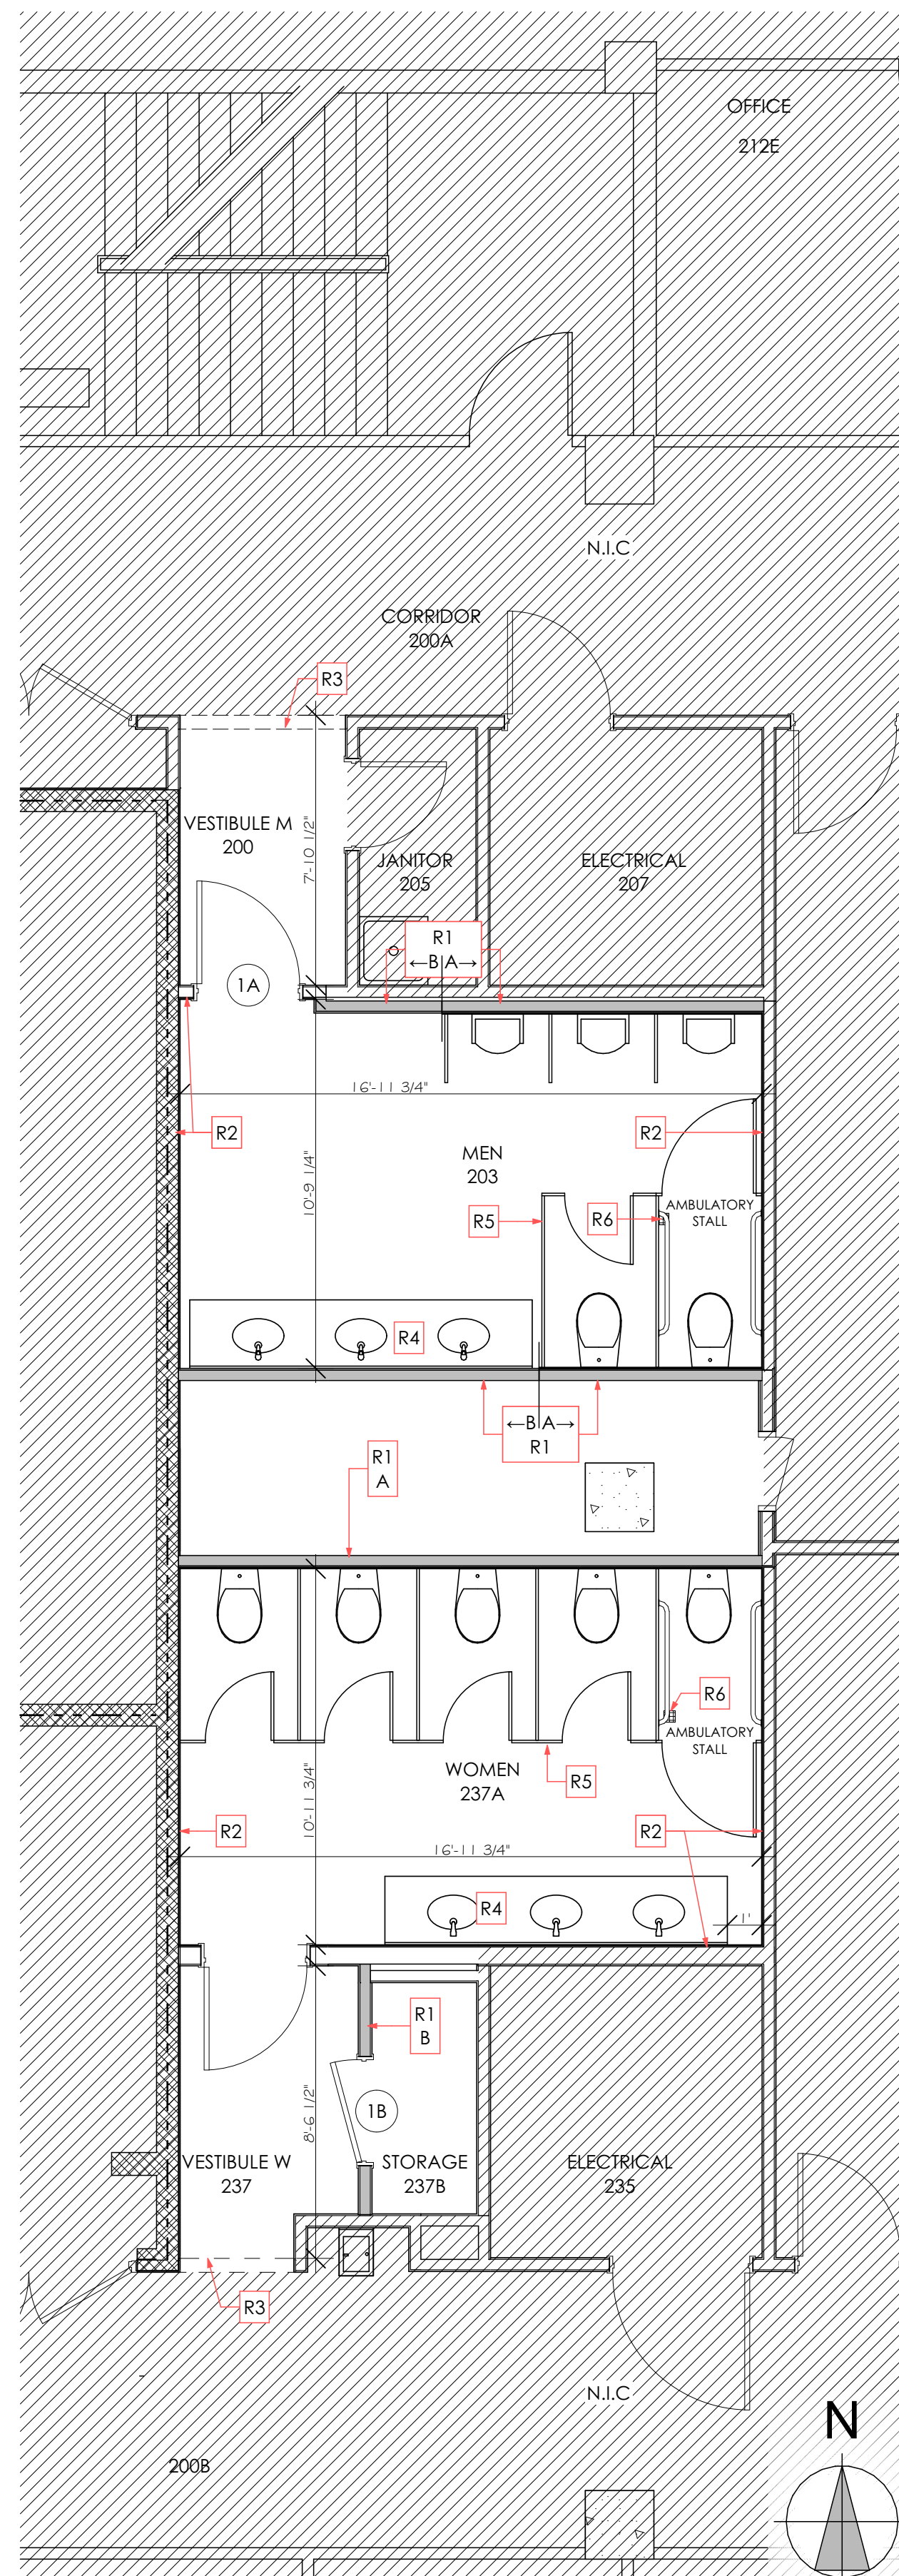 OFFICE
212E
N.I.C
CORRIDOR
200A
R3
VESTIBULE M
200
7'-10 1/2"
JANITOR
205
ELECTRICAL
207
R1
←B A→
1A
16'-11 3/4"
R2
R2
MEN
203
10'-9 1/4"
AMBULATORY
STALL
R5
R6
R4
←B A→
R1
R1
A
R6
AMBULATORY
STALL
WOMEN
237A
R5
10'-11 3/4"
R2
R2
16'-11 3/4"
R4
1'
R1
B
1B
8'-6 1/2"
VESTIBULE W
237
STORAGE
237B
ELECTRICAL
235
R3
N.I.C
N
200B